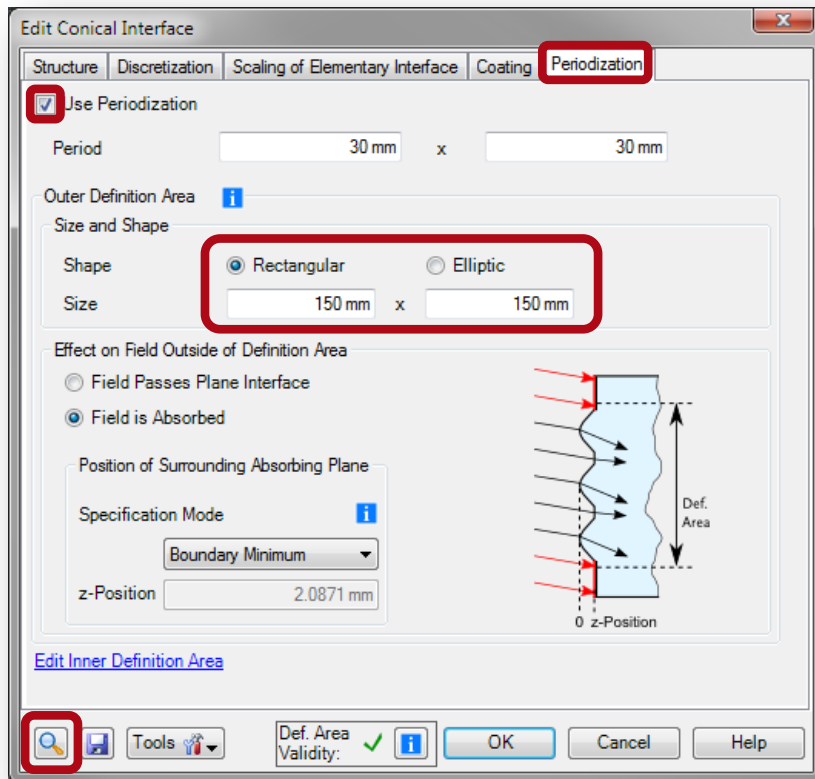 Edit Conical Interface
Structure Discretization Scaling of Elementary Interface Coating Periodization
Use Periodization
Period 30 mm x 30 mm
Outer Definition Area
Size and Shape
Shape Rectangular Elliptic
Size 150 mm x 150 mm
Effect on Field Outside of Definition Area
Field Passes Plane Interface
Field is Absorbed
Position of Surrounding Absorbing Plane
Specification Mode
Boundary Minimum
z-Position 2.0871 mm
Def.
Area
0 z-Position
Edit Inner Definition Area
Tools
Def. Area
Validity:
OK Cancel Help